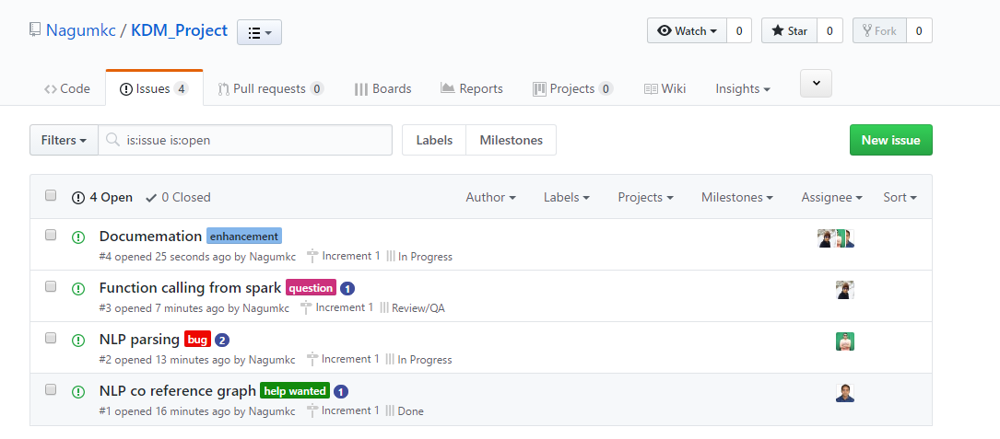 Nagumkc / KDM_Project
Watch 0 Star 0 Fork 0
Code Issues 4 Pull requests 0 Boards Reports Projects 0 Wiki Insights
Filters is:issue is:open Labels Milestones New issue
4 Open 0 Closed Author Labels Projects Milestones Assignee Sort
Documemation enhancement
#4 opened 25 seconds ago by Nagumkc Increment 1 In Progress
Function calling from spark question 1
#3 opened 7 minutes ago by Nagumkc Increment 1 Review/QA
NLP parsing bug 2
#2 opened 13 minutes ago by Nagumkc Increment 1 In Progress
NLP co reference graph help wanted 1
#1 opened 16 minutes ago by Nagumkc Increment 1 Done